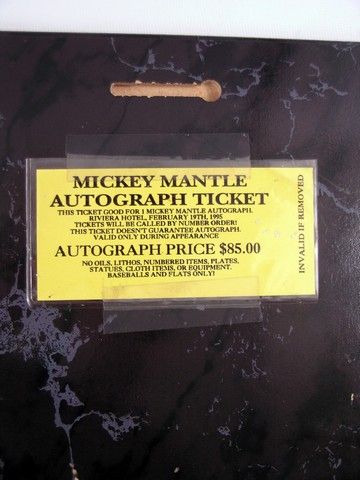 MICKEY MANTLE
AUTOGRAPH TICKET
THIS TICKET GOOD FOR 1 MICKEY MANTLE AUTOGRAPH.
RIVIERA HOTEL, FEBRUARY 19TH, 1995
TICKETS WILL BE CALLED BY NUMBER ORDER!
THIS TICKET DOESN'T GUARANTEE AUTOGRAPH.
VALID ONLY DURING APPEARANCE
AUTOGRAPH PRICE $85.00
NO OILS, LITHOS, NUMBERED ITEMS, PLATES,
STATUES, CLOTH ITEMS, OR EQUIPMENT.
BASEBALLS AND FLATS ONLY!
INVALID IF REMOVED